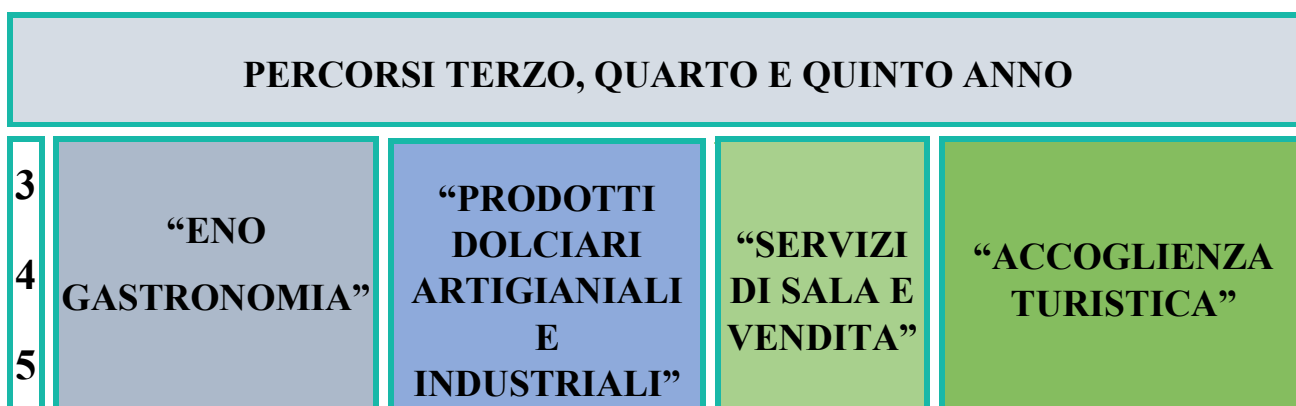 PERCORSI TERZO, QUARTO E QUINTO ANNO
3
4
5
“ENO
GASTRONOMIA”
“PRODOTTI
DOLCIARI
ARTIGIANIALI
E
INDUSTRIALI”
“SERVIZI
DI SALA E
VENDITA”
“ACCOGLIENZA
TURISTICA”